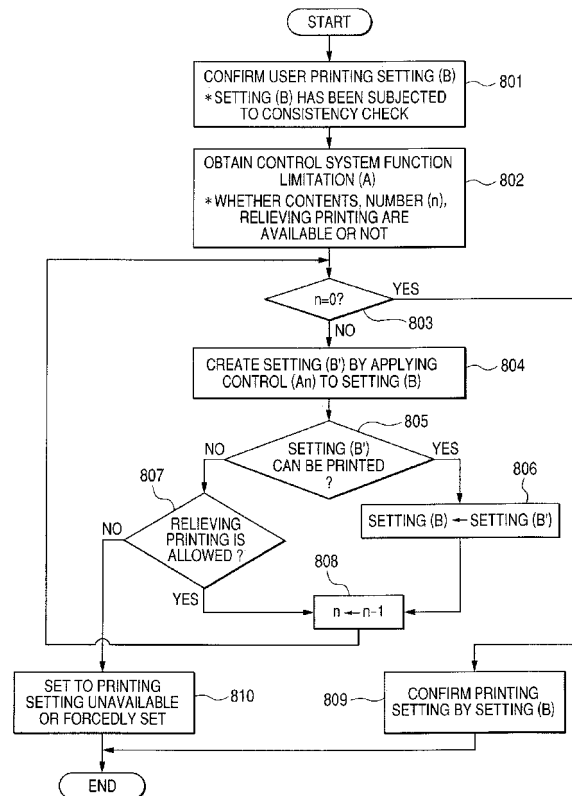 START
CONFIRM USER PRINTING SETTING (B)
*SETTING (B) HAS BEEN SUBJECTED
TO CONSISTENCY CHECK
801
OBTAIN CONTROL SYSTEM FUNCTION
LIMITATION (A)
*WHETHER CONTENTS, NUMBER (n),
RELIEVING PRINTING ARE
AVAILABLE OR NOT
802
n=0?
YES
803
NO
CREATE SETTING (B') BY APPLYING
CONTROL (An) TO SETTING (B)
804
805
SETTING (B')
CAN BE PRINTED
?
NO
YES
807
806
SETTING (B) ← SETTING (B')
RELIEVING
PRINTING IS
ALLOWED ?
NO
YES
808
n ← n-1
SET TO PRINTING
SETTING UNAVAILABLE
OR FORCEDLY SET
810
809
CONFIRM PRINTING
SETTING BY SETTING (B)
END